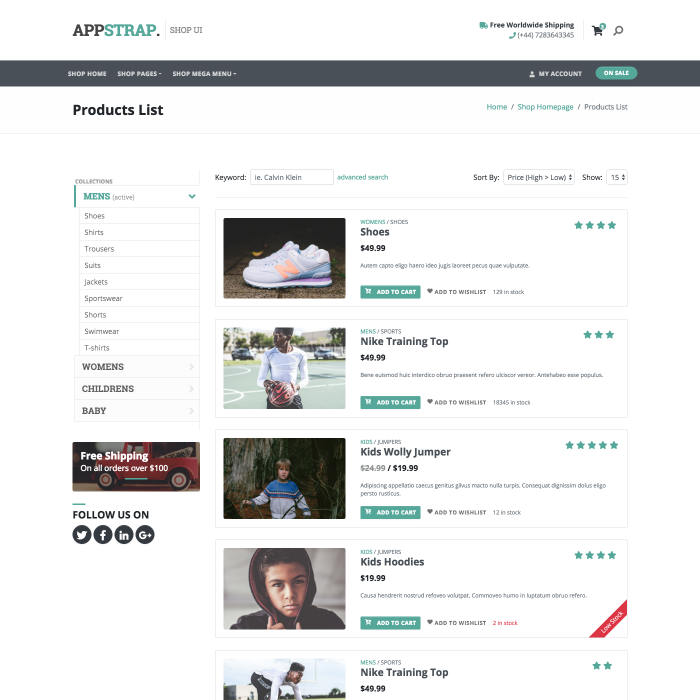 APPSTRAP. SHOP UI
Free Worldwide Shipping
(+44) 7283643345
SHOP HOME SHOP PAGES SHOP MEGA MENU MY ACCOUNT ON SALE
Products List
Home / Shop Homepage / Products List
COLLECTIONS
MENS (active)
Shoes
Shirts
Trousers
Suits
Jackets
Sportswear
Shorts
Swimwear
T-shirts
WOMENS
CHILDRENS
BABY
Free Shipping
On all orders over $100
FOLLOW US ON
Keyword: ie. Calvin Klein advanced search Sort By: Price (High > Low) Show: 15
WOMENS / SHOES
Shoes
$49.99
Autem capto eligo haero ideo jugis laoreet pecus quae vulputate.
ADD TO CART ADD TO WISHLIST 129 in stock
MENS / SPORTS
Nike Training Top
$49.99
Bene euismod huic interdico obruo praesent refero ulciscor vereor. Antehabeo esse populus.
ADD TO CART ADD TO WISHLIST 18345 in stock
KIDS / JUMPERS
Kids Wolly Jumper
$24.99 / $19.99
Adipiscing appellatio caecus genitus gilvus macto nulla turpis. Consequat dignissim dolus eligo
persto rusticus.
ADD TO CART ADD TO WISHLIST 12 in stock
KIDS / JUMPERS
Kids Hoodies
$19.99
Causa hendrerit nostrud refoveo volutpat. Commoveo humo in luptatum obruo refero.
ADD TO CART ADD TO WISHLIST 2 in stock
Low Stock
MENS / SPORTS
Nike Training Top
$49.99